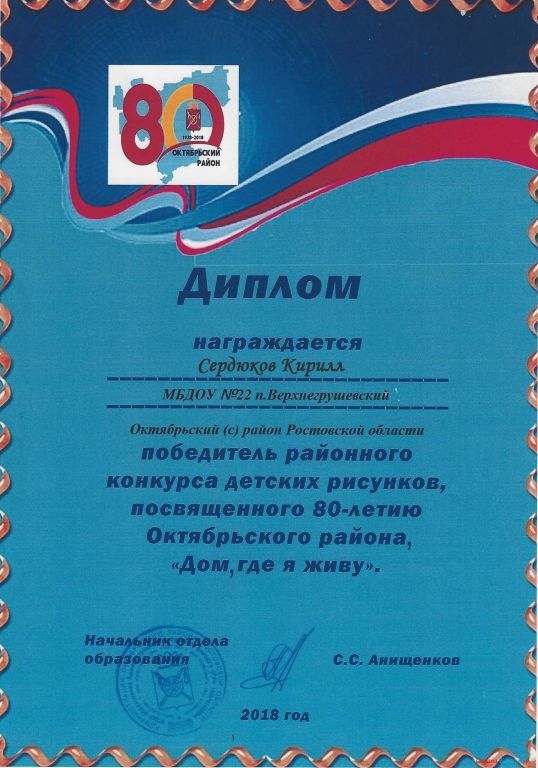 80
1938-2018
ОКТЯБРЬСКИЙ
РАЙОН
Диплом
награждается
Сердюков Кирилл
МБДОУ №22 п.Верхнегрушевский
Октябрьский (с) район Ростовской области
победитель районного
конкурса детских рисунков,
посвященного 80-летию
Октябрьского района,
«Дом,где я живу».
Начальник отдела
образования
С.С. Анищенков
2018 год